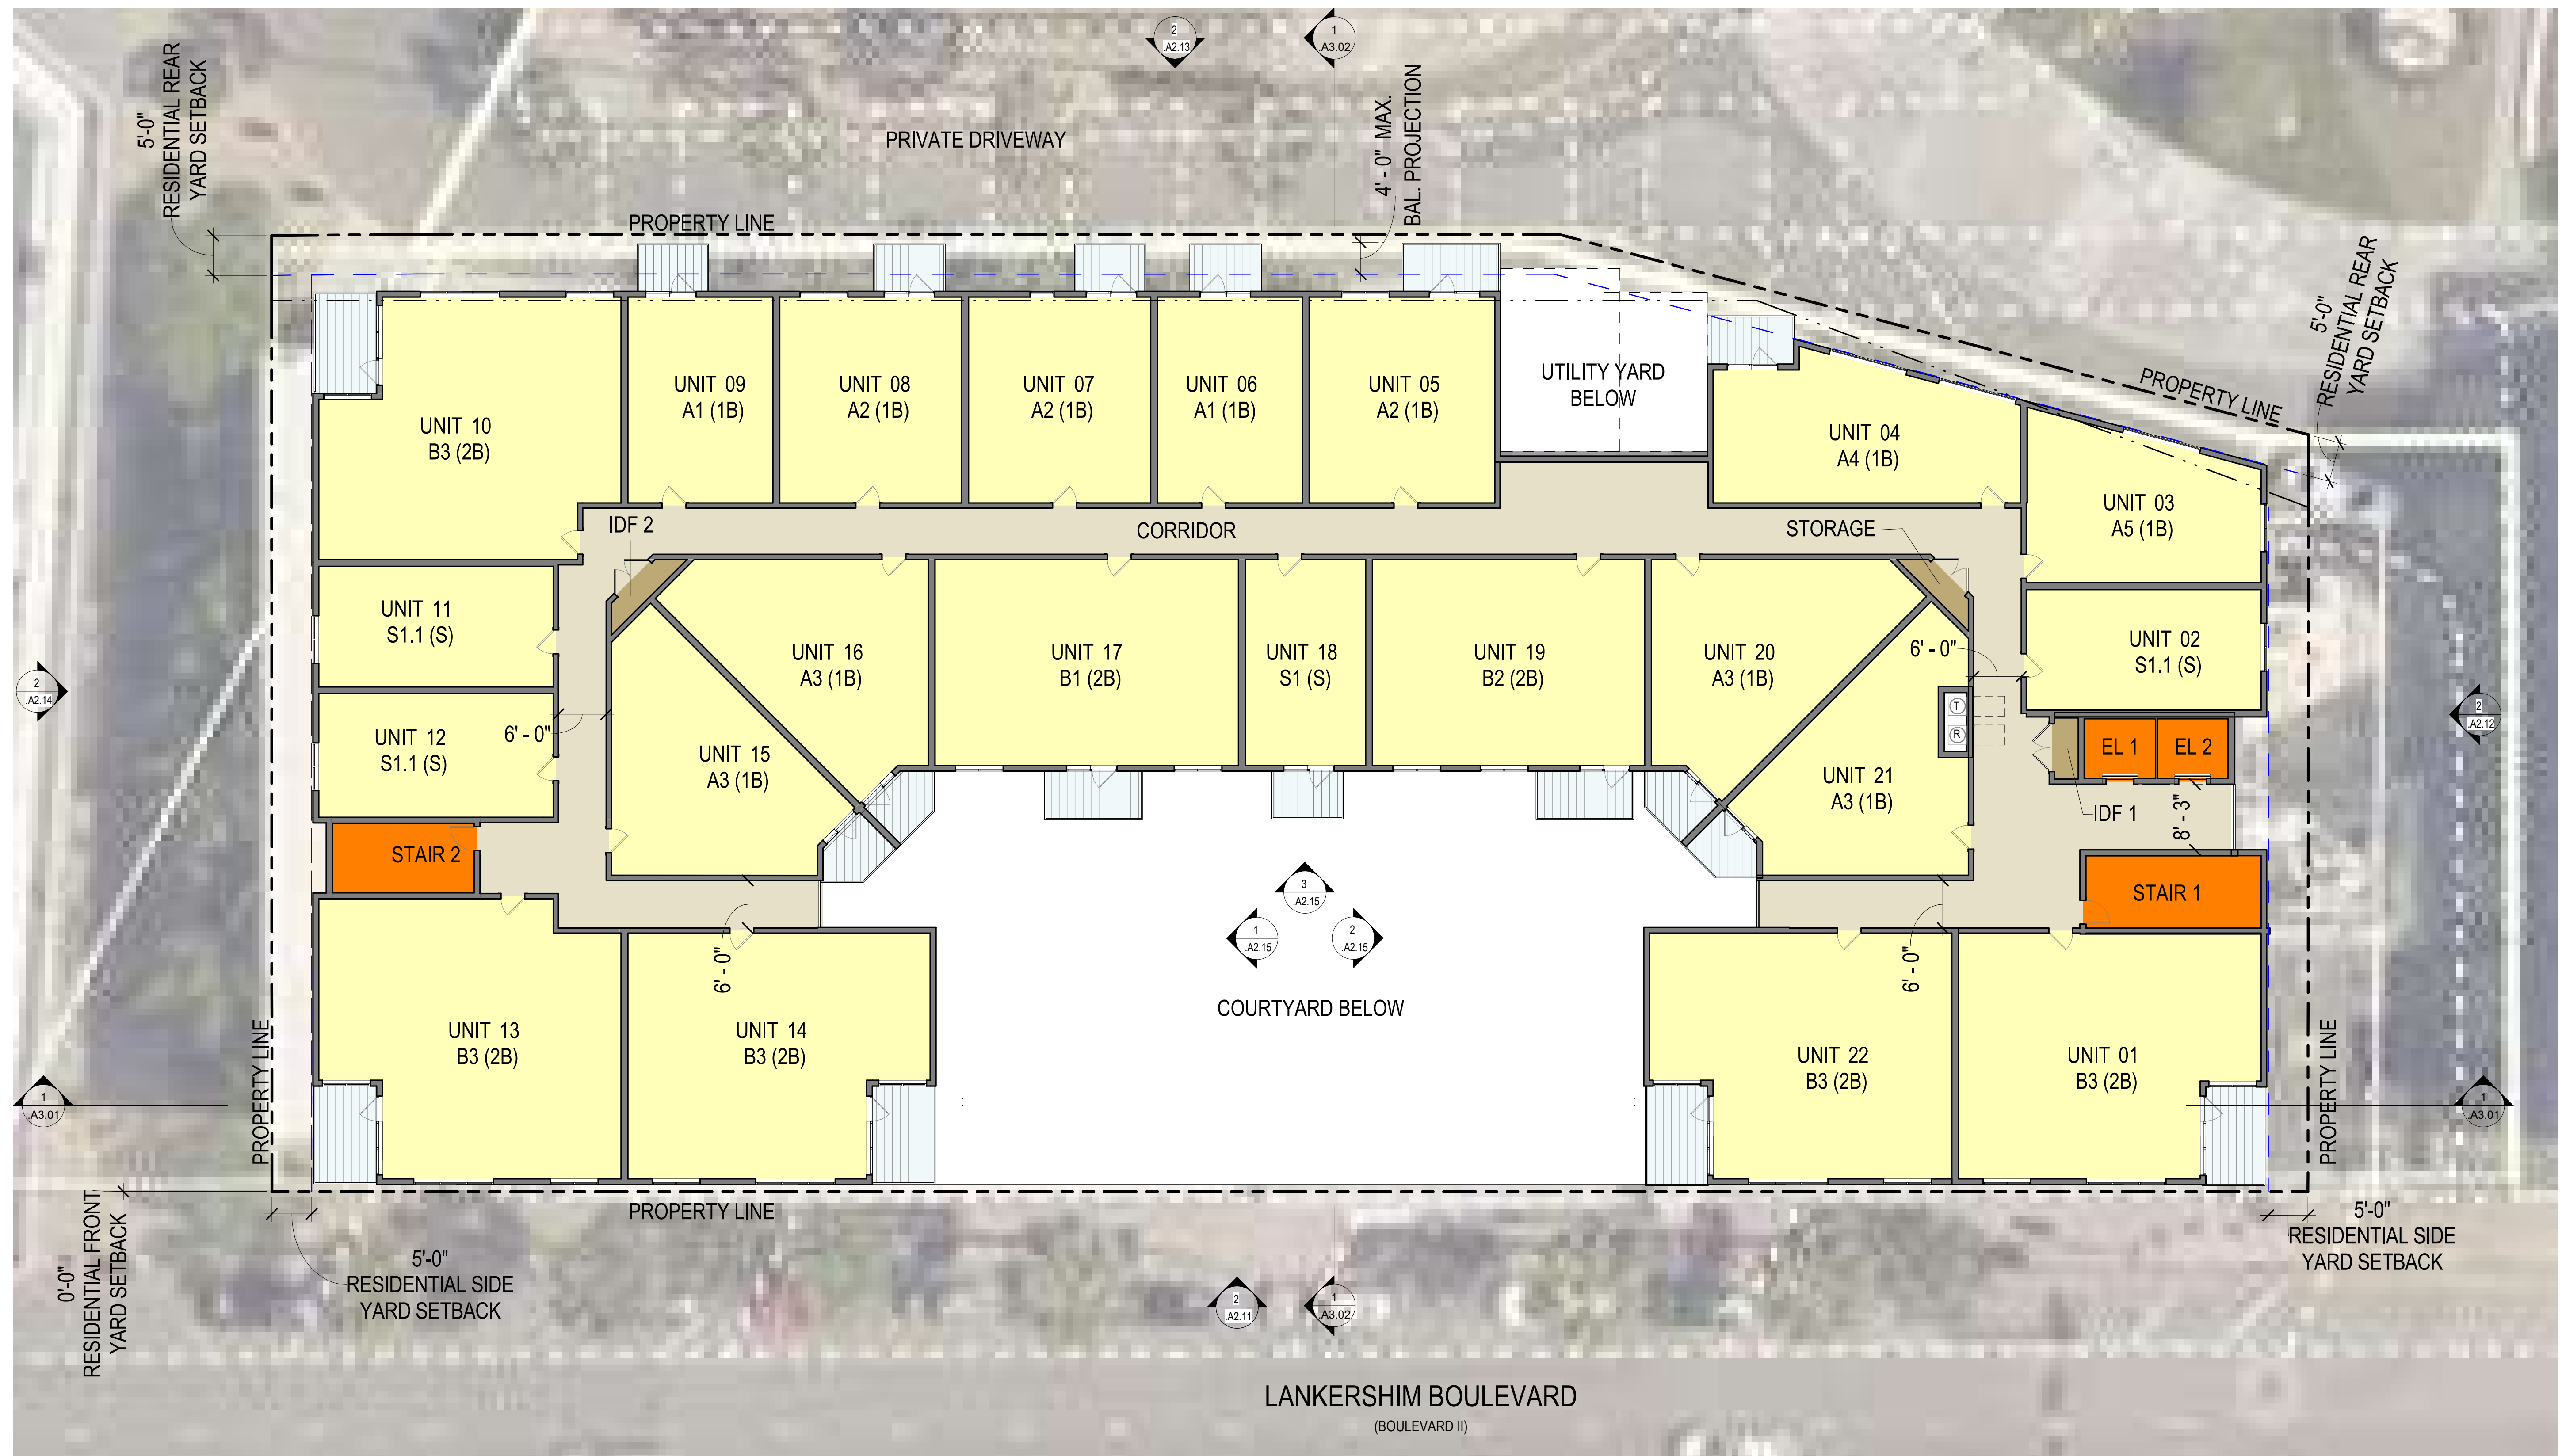 2
.A2.13
1
.A3.02
5'-0"
RESIDENTIAL REAR
YARD SETBACK
PRIVATE DRIVEWAY
4' - 0" MAX.
BAL. PROJECTION
PROPERTY LINE
5'-0"
RESIDENTIAL REAR
YARD SETBACK
PROPERTY LINE
UNIT 10
B3 (2B)
UNIT 09
A1 (1B)
UNIT 08
A2 (1B)
UNIT 07
A2 (1B)
UNIT 06
A1 (1B)
UNIT 05
A2 (1B)
UTILITY YARD
BELOW
UNIT 04
A4 (1B)
UNIT 03
A5 (1B)
IDF 2
CORRIDOR
STORAGE
UNIT 11
S1.1 (S)
UNIT 16
A3 (1B)
UNIT 17
B1 (2B)
UNIT 18
S1 (S)
UNIT 19
B2 (2B)
UNIT 20
A3 (1B)
6' - 0"
UNIT 02
S1.1 (S)
2
.A2.14
UNIT 12
S1.1 (S)
6' - 0"
UNIT 15
A3 (1B)
UNIT 21
A3 (1B)
T
R
EL 1
EL 2
2
.A2.12
IDF 1
8' - 3"
STAIR 2
STAIR 1
3
.A2.15
1
.A2.15
2
.A2.15
6' - 0"
6' - 0"
COURTYARD BELOW
UNIT 13
B3 (2B)
UNIT 14
B3 (2B)
UNIT 22
B3 (2B)
UNIT 01
B3 (2B)
PROPERTY LINE
PROPERTY LINE
1
.A3.01
1
.A3.01
PROPERTY LINE
0'-0"
RESIDENTIAL FRONT
YARD SETBACK
5'-0"
RESIDENTIAL SIDE
YARD SETBACK
5'-0"
RESIDENTIAL SIDE
YARD SETBACK
2
.A2.11
1
.A3.02
LANKERSHIM BOULEVARD
(BOULEVARD II)